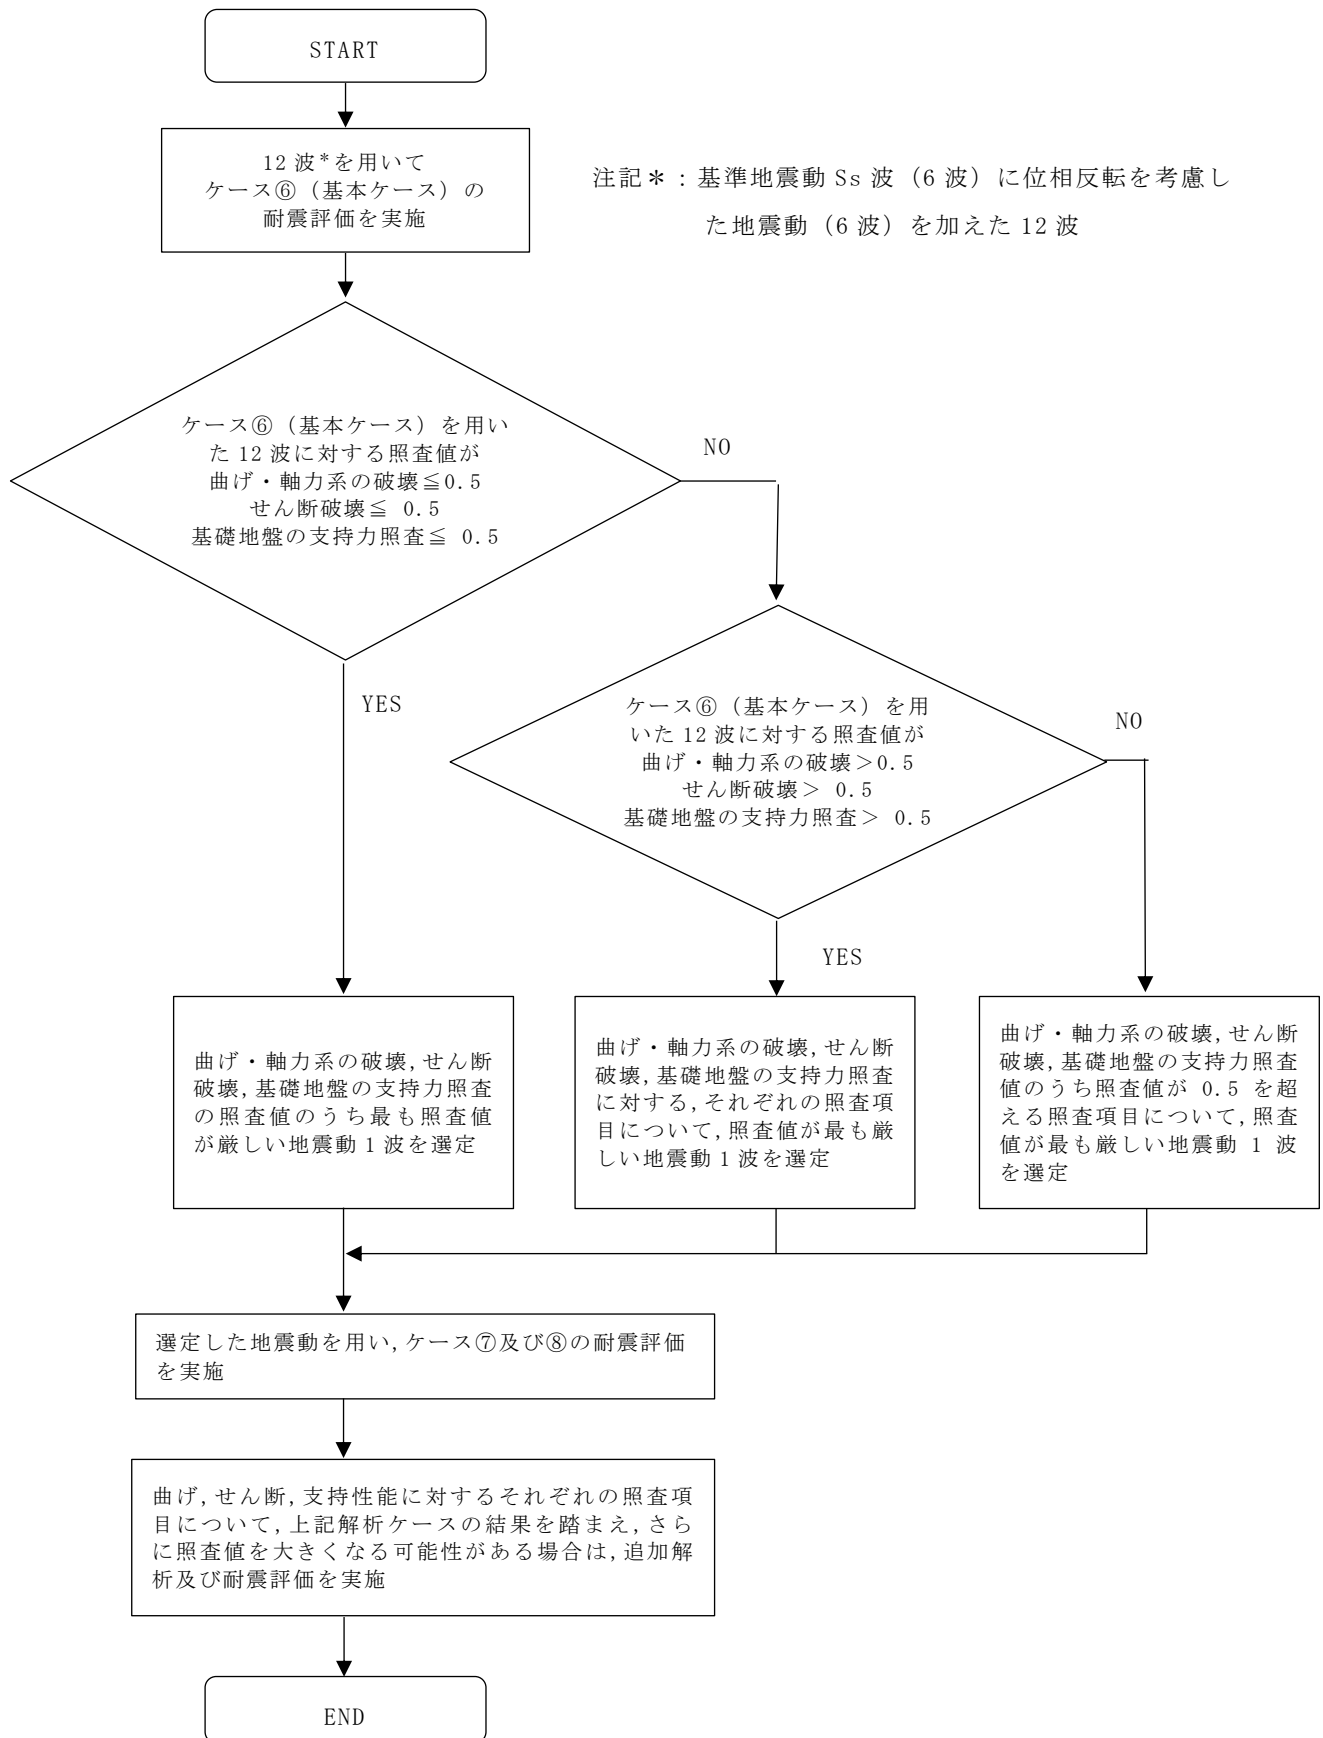 START
12 波*を用いて
ケース⑥（基本ケース）の
耐震評価を実施
注記＊：基準地震動 Ss 波（6 波）に位相反転を考慮し
た地震動（6 波）を加えた 12 波
ケース⑥（基本ケース）を用い
た 12 波に対する照査値が
曲げ・軸力系の破壊≦0.5
せん断破壊≦ 0.5
基礎地盤の支持力照査≦ 0.5
NO
YES
ケース⑥（基本ケース）を用
いた 12 波に対する照査値が
曲げ・軸力系の破壊＞0.5
せん断破壊＞ 0.5
基礎地盤の支持力照査＞ 0.5
NO
YES
曲げ・軸力系の破壊,せん断
破壊,基礎地盤の支持力照査
の照査値のうち最も照査値
が厳しい地震動 1 波を選定
曲げ・軸力系の破壊,せん断
破壊,基礎地盤の支持力照査
に対する,それぞれの照査項
目について,照査値が最も厳
しい地震動 1 波を選定
曲げ・軸力系の破壊,せん断
破壊,基礎地盤の支持力照査
値のうち照査値が 0.5 を超
える照査項目について,照査
値が最も厳しい地震動 1 波
を選定
選定した地震動を用い,ケース⑦及び⑧の耐震評価
を実施
曲げ,せん断,支持性能に対するそれぞれの照査項
目について,上記解析ケースの結果を踏まえ,さら
に照査値を大きくなる可能性がある場合は,追加解
析及び耐震評価を実施
END